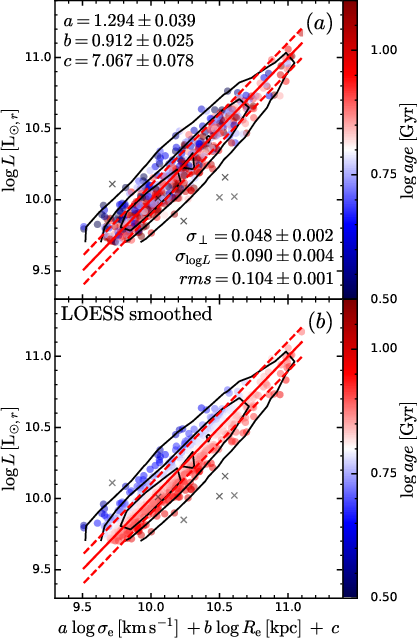 a = 1.294 ± 0.039
b = 0.912 ± 0.025
c = 7.067 ± 0.078
(a)
11.0
10.5
10.0
9.5
log L [L⊙, r]
σ⊥ = 0.048 ± 0.002
σlogL = 0.090 ± 0.004
rms = 0.104 ± 0.001
1.00
0.75
0.50
log age [Gyr]
LOESS smoothed
(b)
11.0
10.5
10.0
9.5
log L [L⊙, r]
1.00
0.75
0.50
log age [Gyr]
9.5 10.0 10.5 11.0
a log σe [km s−1] + b log Re [kpc] + c